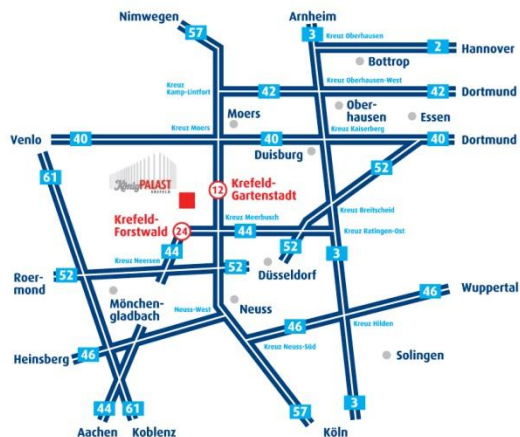 Nimwegen
Arnheim
57
3
Kreuz Oberhausen
2
Hannover
Bottrop
Kreuz
Kamp-Lintfort
42
Kreuz Oberhausen-West
42
Dortmund
Ober-
hausen
Essen
Moers
Venlo
40
Kreuz Moers
40
Kreuz Kaiserberg
40
Dortmund
Duisburg
52
61
König PALAST
KREFELD
12
Krefeld-
Gartenstadt
Kreuz Breitscheid
Krefeld-
Forstwald
24
Kreuz Meerbusch
44
Kreuz Ratingen-Ost
44
52
3
Kreuz Neersen
52
52
Düsseldorf
Roer-
mond
Mönchen-
gladbach
Neuss
46
Wuppertal
Neuss-West
46
Kreuz Hilden
Heinsberg
46
Kreuz Neuss-Süd
Solingen
44
61
57
3
Aachen
Koblenz
Köln